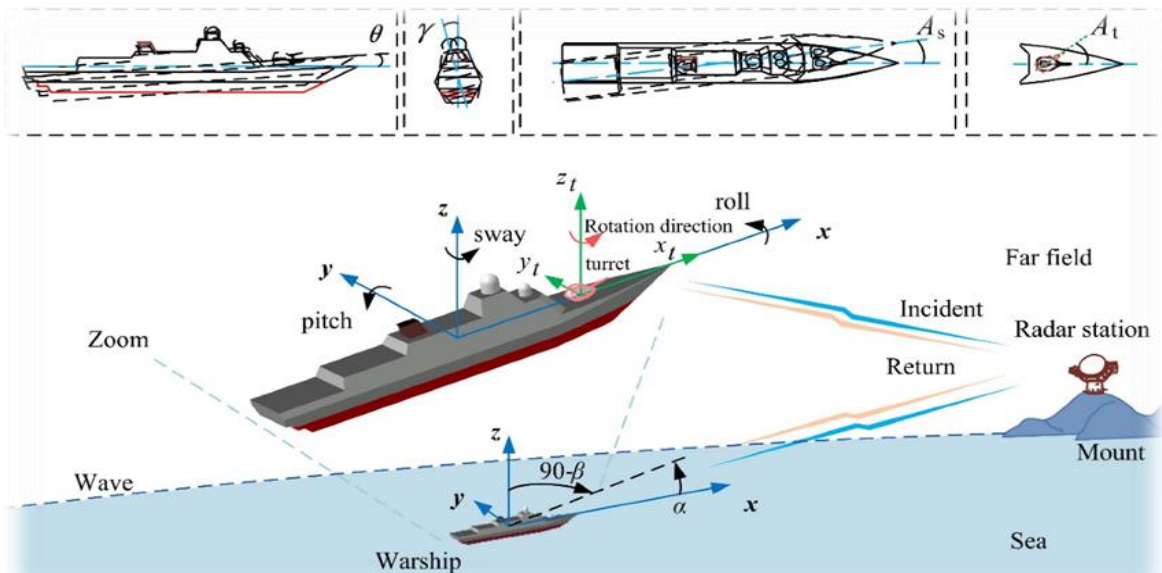 θ
γ
A_s
A_t
z_t
roll
z
Rotation direction
x
sway
x_t
y_t
turret
Far field
y
Incident
pitch
Radar station
Zoom
Return
z
Mount
Wave
90-β
y
α
x
Warship
Sea